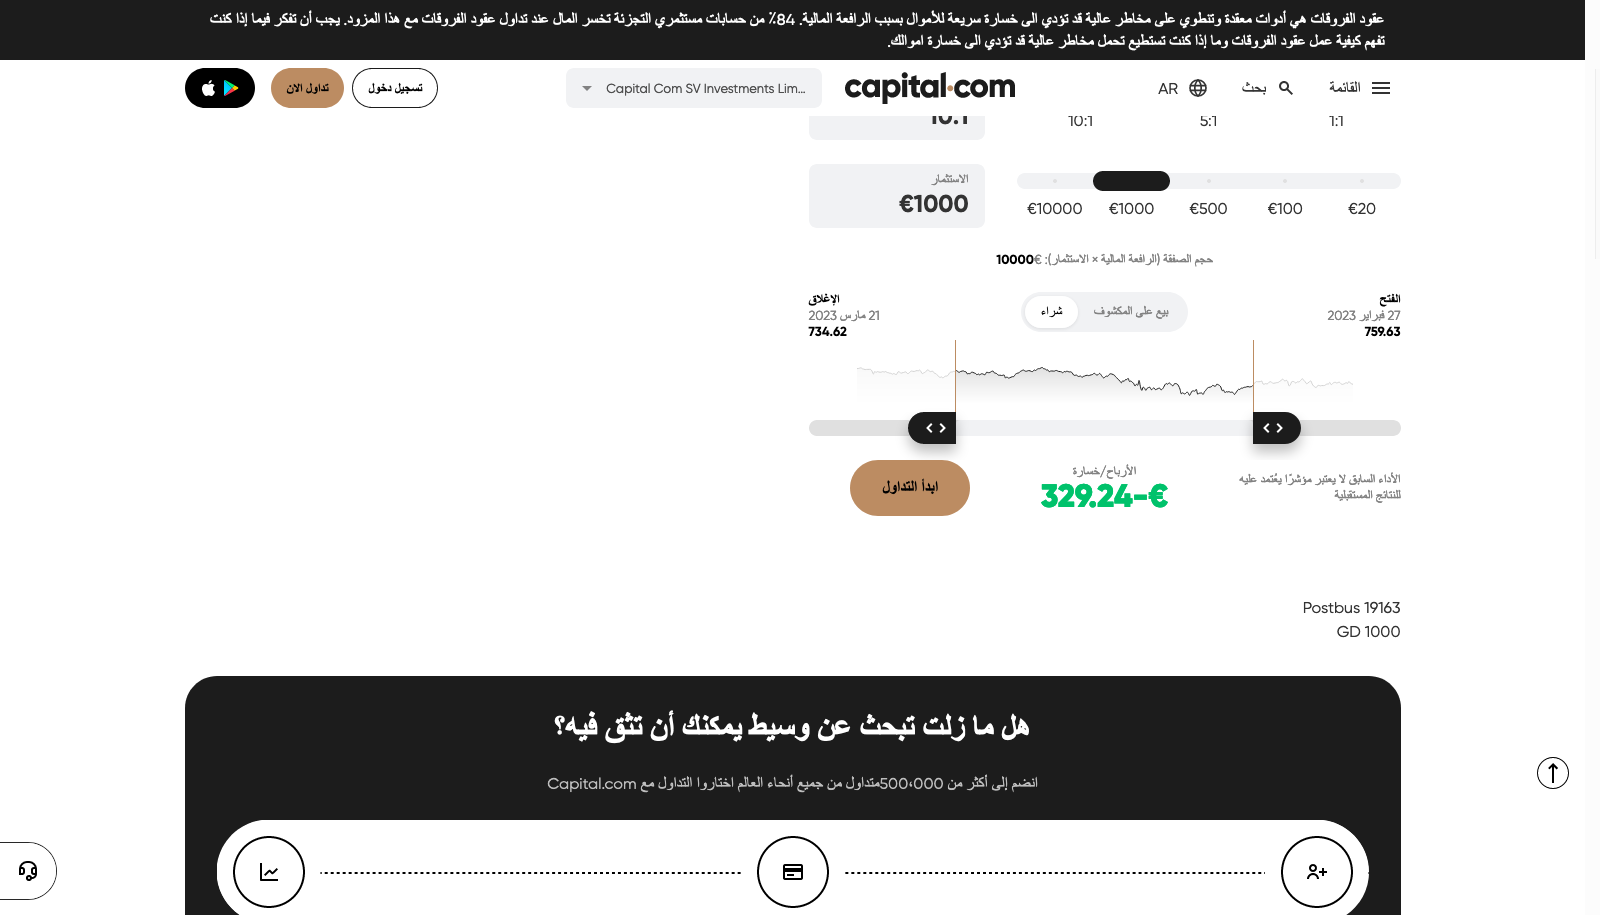 عقود الفروقات هي أدوات معقدة وتنطوي على مخاطر عالية قد تؤدي الى خسارة سريعة للأموال بسبب الرافعة المالية. 84٪ من حسابات مستثمري التجزئة تخسر المال عند تداول عقود الفروقات مع هذا المزود. يجب أن تفكر فيما إذا كنت
تفهم كيفية عمل عقود الفروقات وما إذا كنت تستطيع تحمل مخاطر عالية قد تؤدي الى خسارة اموالك.
القائمة
بحث
AR
capital.com
Capital Com SV Investments Lim...
تسجيل دخول
تداول الان
1:1
5:1
10:1
10:1
€20
€100
€500
€1000
€10000
الاستثمار
€1000
حجم الصفقة (الرافعة المالية × الاستثمار): €10000
الفتح
27 فبراير 2023
759.63
بيع على المكشوف
شراء
الإغلاق
21 مارس 2023
734.62
الأداء السابق لا يعتبر مؤشرًا يعُتمد عليه
للنتائج المستقبلية
الأرباح/خسارة
329.24-€
ابدأ التداول
Postbus 19163
GD 1000
هل ما زلت تبحث عن وسيط يمكنك أن تثق فيه؟
انضم إلى أكثر من 500،000متداول من جميع أنحاء العالم اختاروا التداول مع Capital.com